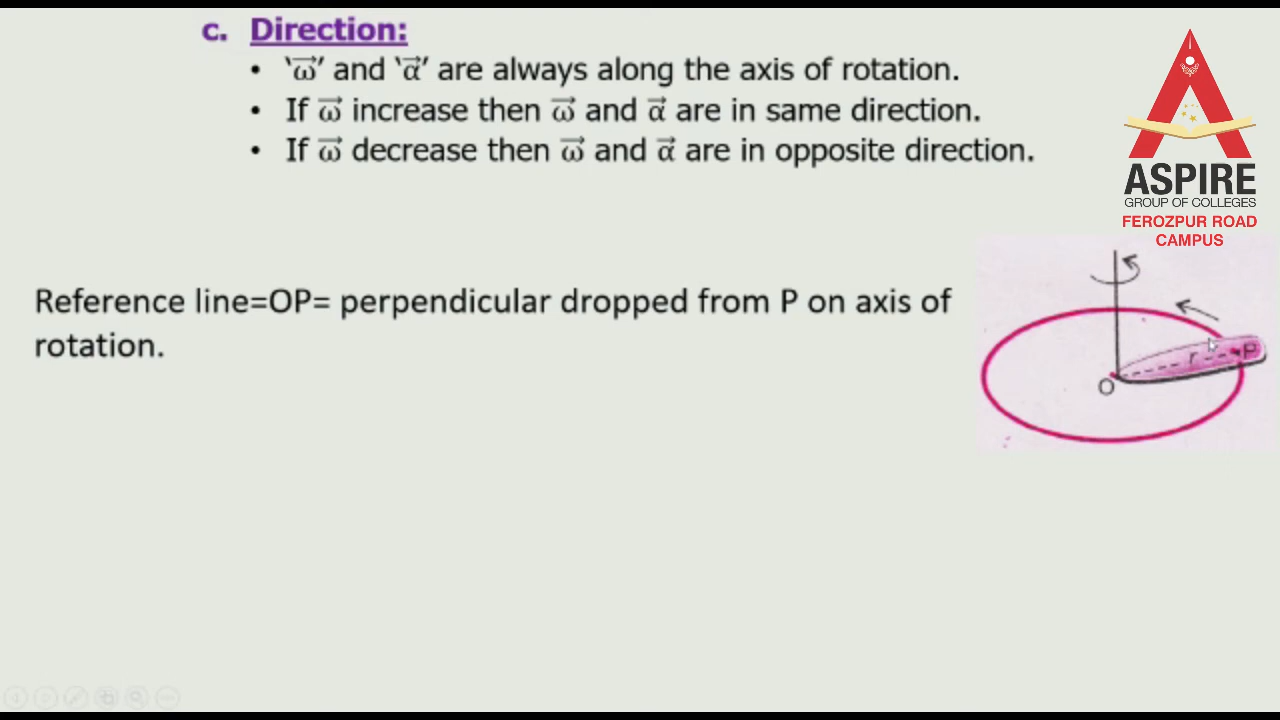 c. Direction:
• ‘ω⃗’ and ‘α⃗’ are always along the axis of rotation.
• If ω⃗ increase then ω⃗ and α⃗ are in same direction.
• If ω⃗ decrease then ω⃗ and α⃗ are in opposite direction.
ASPIRE
GROUP OF COLLEGES
FEROZPUR ROAD
CAMPUS
Reference line=OP= perpendicular dropped from P on axis of
rotation.
r
P
O